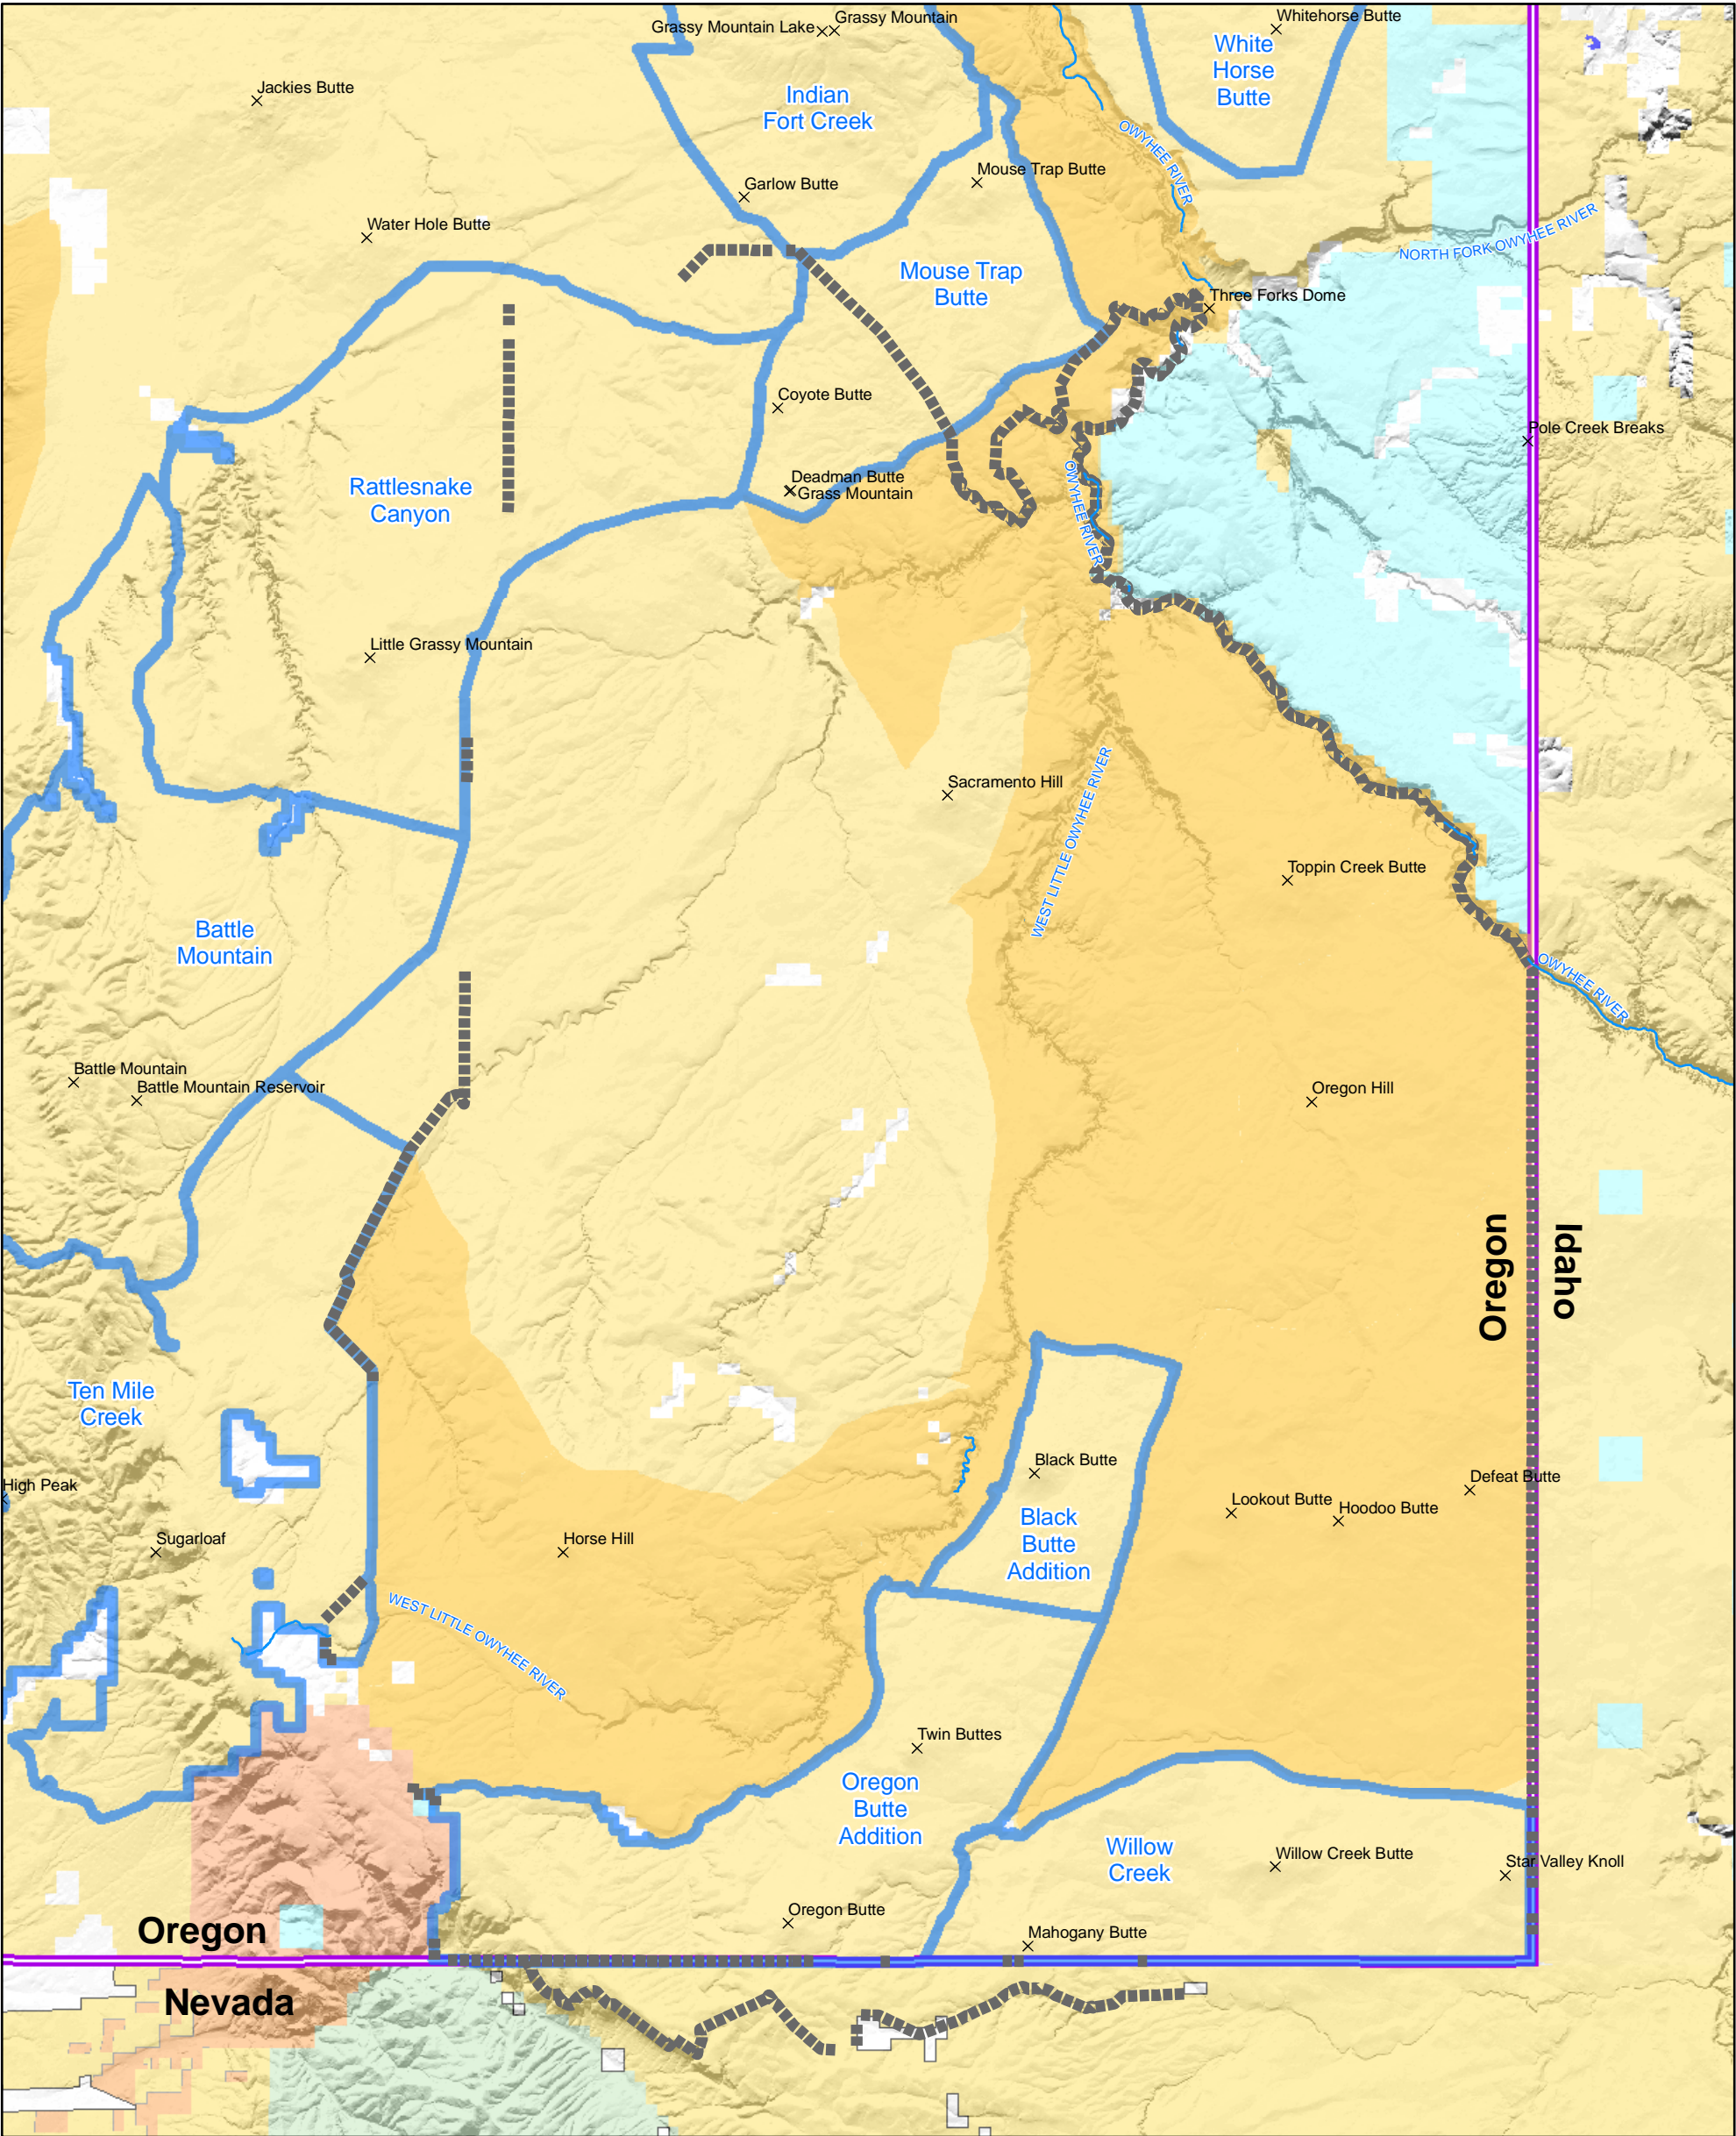 Grassy Mountain Lake
Grassy Mountain
Whitehorse Butte
White
Horse
Butte
Jackies Butte
Indian
Fort Creek
OWYHEE RIVER
Mouse Trap Butte
Garlow Butte
Water Hole Butte
NORTH FORK OWYHEE RIVER
Mouse Trap
Butte
Three Forks Dome
Coyote Butte
Pole Creek Breaks
Rattlesnake
Canyon
Deadman Butte
Grass Mountain
OWYHEE RIVER
Little Grassy Mountain
Sacramento Hill
WEST LITTLE OWYHEE RIVER
Toppin Creek Butte
Battle
Mountain
OWYHEE RIVER
Battle Mountain
Battle Mountain Reservoir
Oregon Hill
Oregon
Idaho
Ten Mile
Creek
Black Butte
High Peak
Defeat Butte
Lookout Butte
Hoodoo Butte
Black
Butte
Addition
Sugarloaf
Horse Hill
WEST LITTLE OWYHEE RIVER
Twin Buttes
Oregon
Butte
Addition
Willow
Creek
Willow Creek Butte
Star Valley Knoll
Oregon Butte
Oregon
Mahogany Butte
Nevada